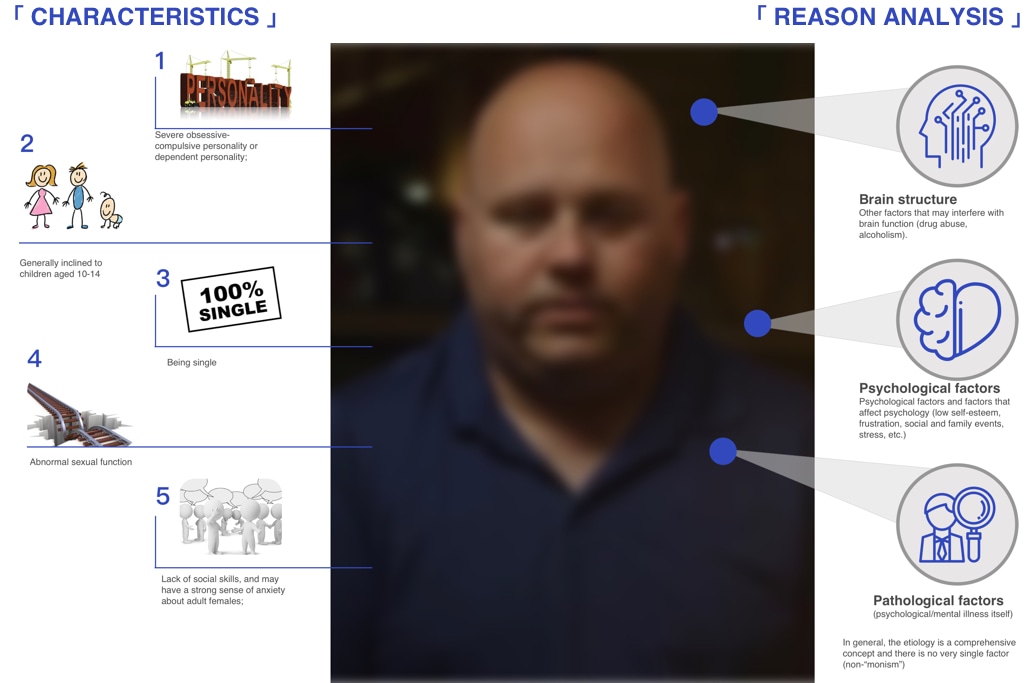 「 CHARACTERISTICS 」
「 REASON ANALYSIS 」
1
PERSONALITY
Severe obsessive-
compulsive personality or
dependent personality;
2
Generally inclined to
children aged 10-14
3
100%
SINGLE
Being single
4
Abnormal sexual function
5
Lack of social skills, and may
have a strong sense of anxiety
about adult females;
Brain structure
Other factors that may interfere with
brain function (drug abuse,
alcoholism).
Psychological factors
Psychological factors and factors that
affect psychology (low self-esteem,
frustration, social and family events,
stress, etc.)
Pathological factors
(psychological/mental illness itself)
In general, the etiology is a comprehensive
concept and there is no very single factor
(non-“monism”)